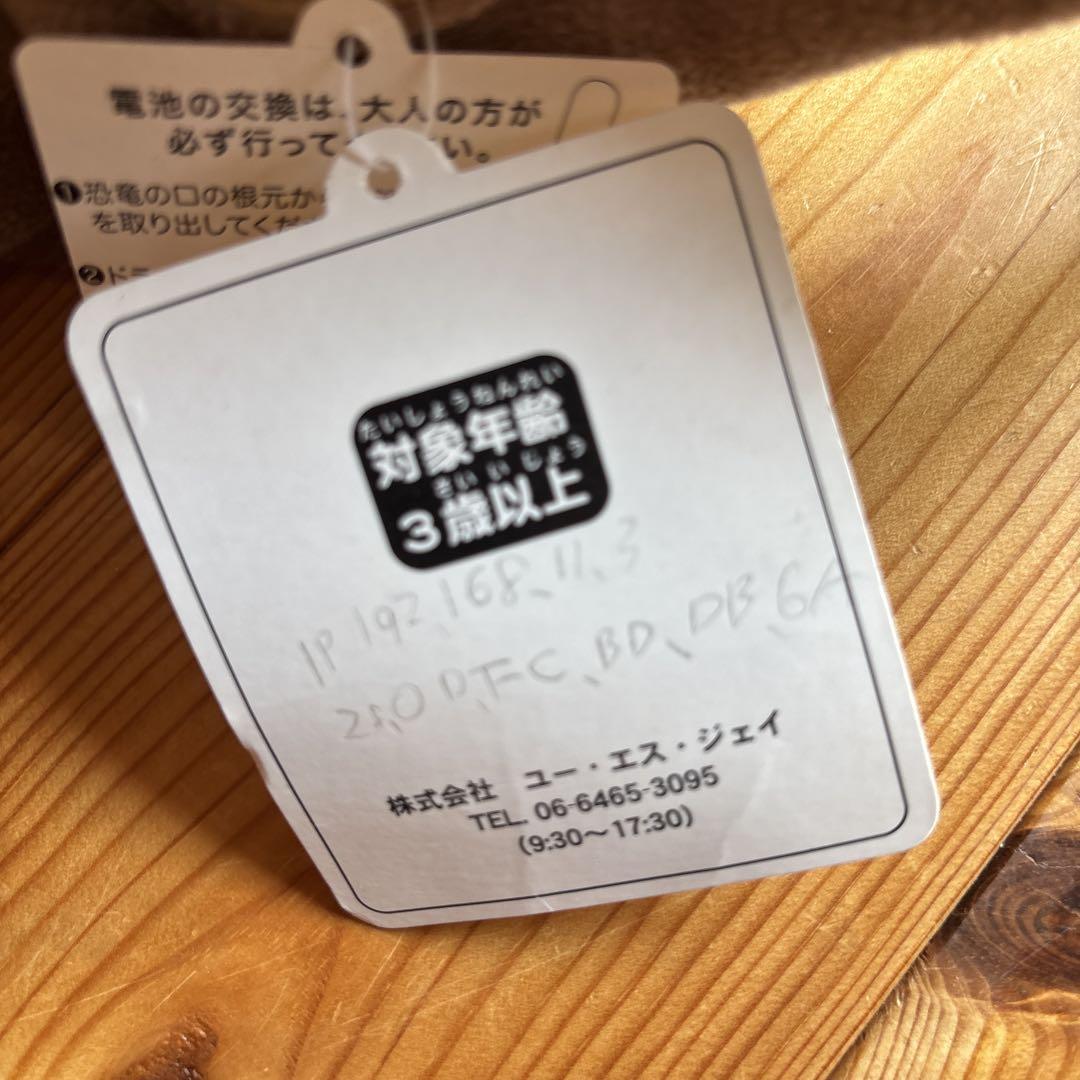 電池の交換は、大人の方が
必ず行って い。
❶恐竜の口の根元か
を取り出してくだ
❷ド
たいしょうねんれい
対象年齢
さい い じょう
3歳以上
IP 192.168、11、3
BD、DB、6A
株式会社 ユー・エス・ジェイ
TEL. 06-6465-3095
(9:30～17:30)